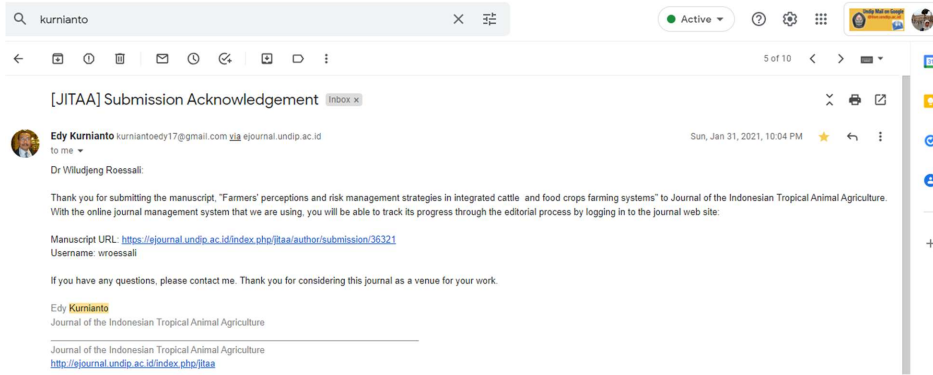 kurnianto
Active
5 of 10
[JITAA] Submission Acknowledgement Inbox x
Edy Kurnianto kurniantoedy17@gmail.com via ejournal.undip.ac.id
Sun, Jan 31, 2021, 10:04 PM
to me
Dr Wiludjeng Roessali:
Thank you for submitting the manuscript, "Farmers' perceptions and risk management strategies in integrated cattle and food crops farming systems" to Journal of the Indonesian Tropical Animal Agriculture.
With the online journal management system that we are using, you will be able to track its progress through the editorial process by logging in to the journal web site:
Manuscript URL: https://ejournal.undip.ac.id/index.php/jitaa/author/submission/36321
Username: wroessali
If you have any questions, please contact me. Thank you for considering this journal as a venue for your work.
Edy Kurnianto
Journal of the Indonesian Tropical Animal Agriculture
Journal of the Indonesian Tropical Animal Agriculture
http://ejournal.undip.ac.id/index.php/jitaa